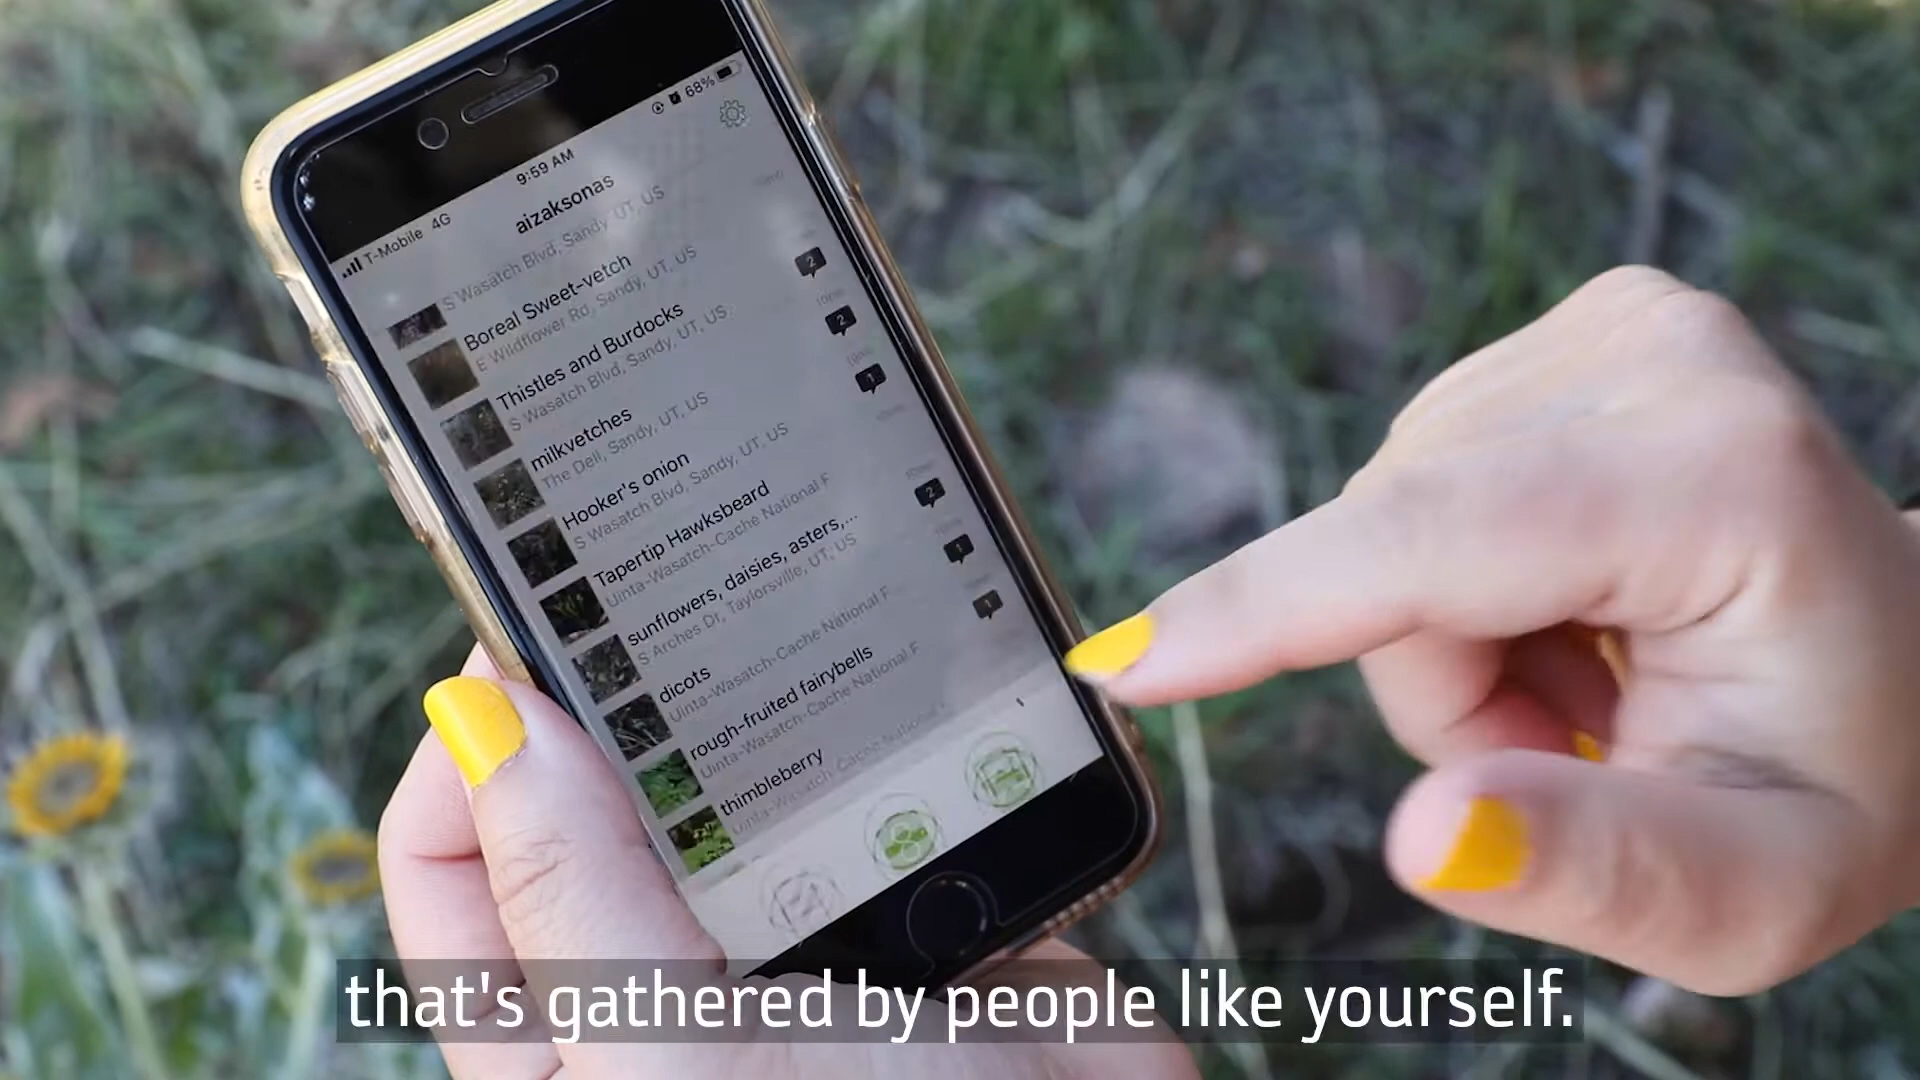 T-Mobile 4G
9:59 AM
68%
aizaksonas
S Wasatch Blvd, Sandy, UT, US
Boreal Sweet-vetch
E Wildflower Rd, Sandy, UT, US
2
Thistles and Burdocks
S Wasatch Blvd, Sandy, UT, US
2
milkvetches
The Dell, Sandy, UT, US
1
Hooker's onion
S Wasatch Blvd, Sandy, UT, US
Tapertip Hawksbeard
Uinta-Wasatch-Cache National F
2
sunflowers, daisies, asters,...
S Arches Dr, Taylorsville, UT, US
1
dicots
Uinta-Wasatch-Cache National F...
1
rough-fruited fairybells
Uinta-Wasatch-Cache National F
thimbleberry
Uinta-Wasatch-Cache National
that's gathered by people like yourself.